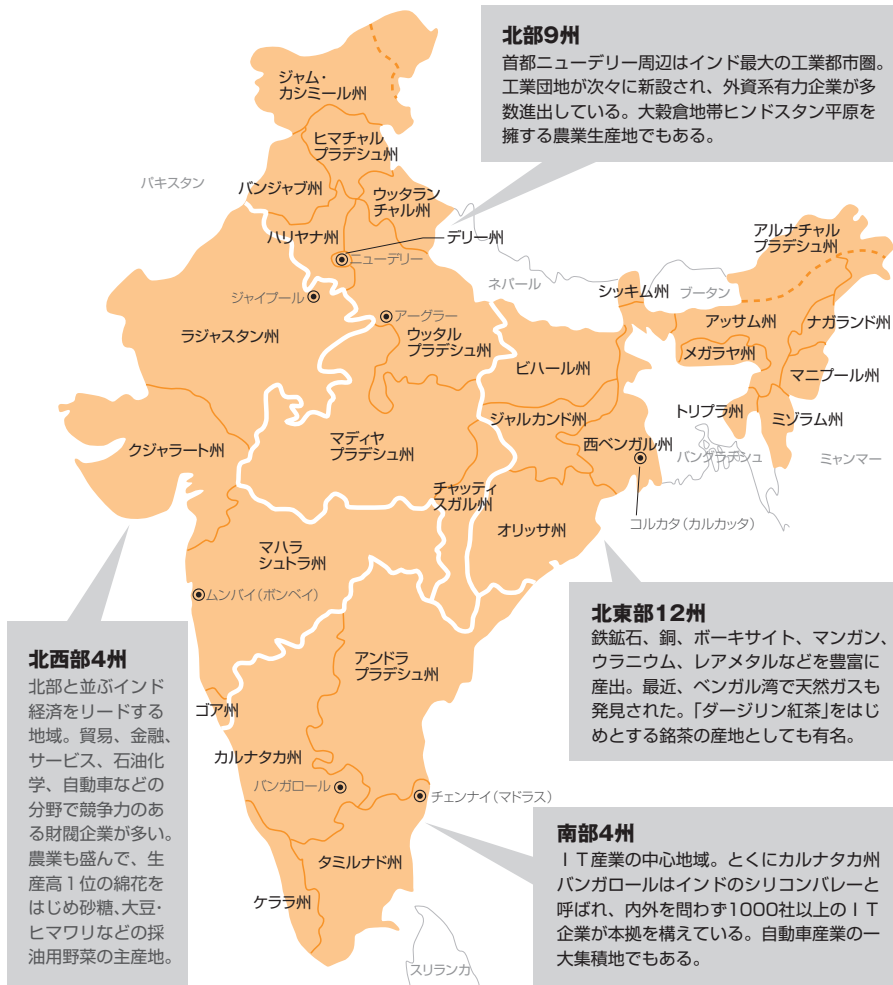 北部9州
首都ニューデリー周辺はインド最大の工業都市圏。
工業団地が次々に新設され、外資系有力企業が多
数進出している。大穀倉地帯ヒンドスタン平原を
擁する農業生産地でもある。
ジャム・
カシミール州
ヒマチャル
プラデシュ州
パキスタン
パンジャブ州
ウッタラン
チャル州
ハリヤナ州
デリー州
ニューデリー
アルナチャル
プラデシュ州
ネパール
シッキム州
ブータン
ジャイプール
アーグラー
ラジャスタン州
ウッタル
プラデシュ州
アッサム州
ナガランド州
メガラヤ州
ビハール州
マニプール州
ジャルカンド州
トリプラ州
ミゾラム州
クジャラート州
マディヤ
プラデシュ州
西ベンガル州
バングラデシュ
ミャンマー
チャッティ
スガル州
オリッサ州
コルカタ（カルカッタ）
マハラ
シュトラ州
ムンバイ（ボンベイ）
北東部12州
鉄鉱石、銅、ボーキサイト、マンガン、
ウラニウム、レアメタルなどを豊富に
産出。最近、ベンガル湾で天然ガスも
発見された。「ダージリン紅茶」をはじ
めとする銘茶の産地としても有名。
北西部4州
北部と並ぶインド
経済をリードする
地域。貿易、金融、
サービス、石油化
学、自動車などの
分野で競争力のあ
る財閥企業が多い。
農業も盛んで、生
産高1位の綿花を
はじめ砂糖、大豆・
ヒマワリなどの採
油用野菜の主産地。
アンドラ
プラデシュ州
ゴア州
カルナタカ州
バンガロール
チェンナイ（マドラス）
タミルナド州
ケララ州
スリランカ
南部4州
ＩＴ産業の中心地域。とくにカルナタカ州
バンガロールはインドのシリコンバレーと
呼ばれ、内外を問わず1000社以上のＩＴ
企業が本拠を構えている。自動車産業の一
大集積地でもある。